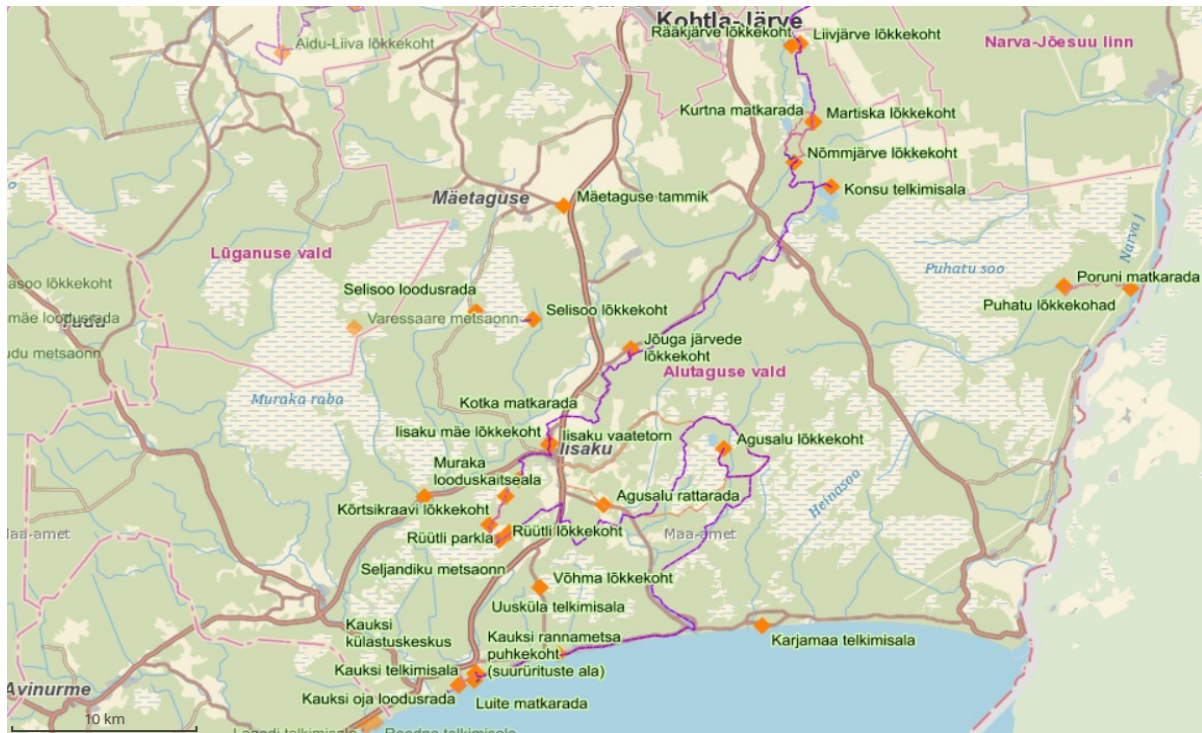 Kohtla-Järve
Aidu-Liiva lõkkekoht
Rääkjärve lõkkekoht
Liivjärve lõkkekoht
Narva-Jõesuu linn
Kurtna matkarada
Martiska lõkkekoht
Nõmmjärve lõkkekoht
Konsu telkimisala
Mäetaguse
Mäetaguse tammik
Lüganuse vald
Narva j
Puhatu soo
Poruni matkarada
Puhatu lõkkekohad
Selisoo loodusrada
Varessaare metsaonn
Selisoo lõkkekoht
Tudu
Jõuga järvede
lõkkekoht
Alutaguse vald
Muraka raba
Kotka matkarada
Iisaku mäe lõkkekoht
Iisaku vaatetorn
Iisaku
Agusalu lõkkekoht
Muraka
looduskaitseala
Agusalu rattarada
Heinasoo
Kõrtsikraavi lõkkekoht
Rüütli parkla
Rüütli lõkkekoht
Maa-amet
Maa-amet
Seljandiku metsaonn
Võhma lõkkekoht
Uusküla telkimisala
Kauksi
külastuskeskus
Kauksi rannametsa
puhkekoht
(suurürituste ala)
Karjamaa telkimisala
Kauksi telkimisala
Kauksi oja loodusrada
Luite matkarada
Avinurme
10 km